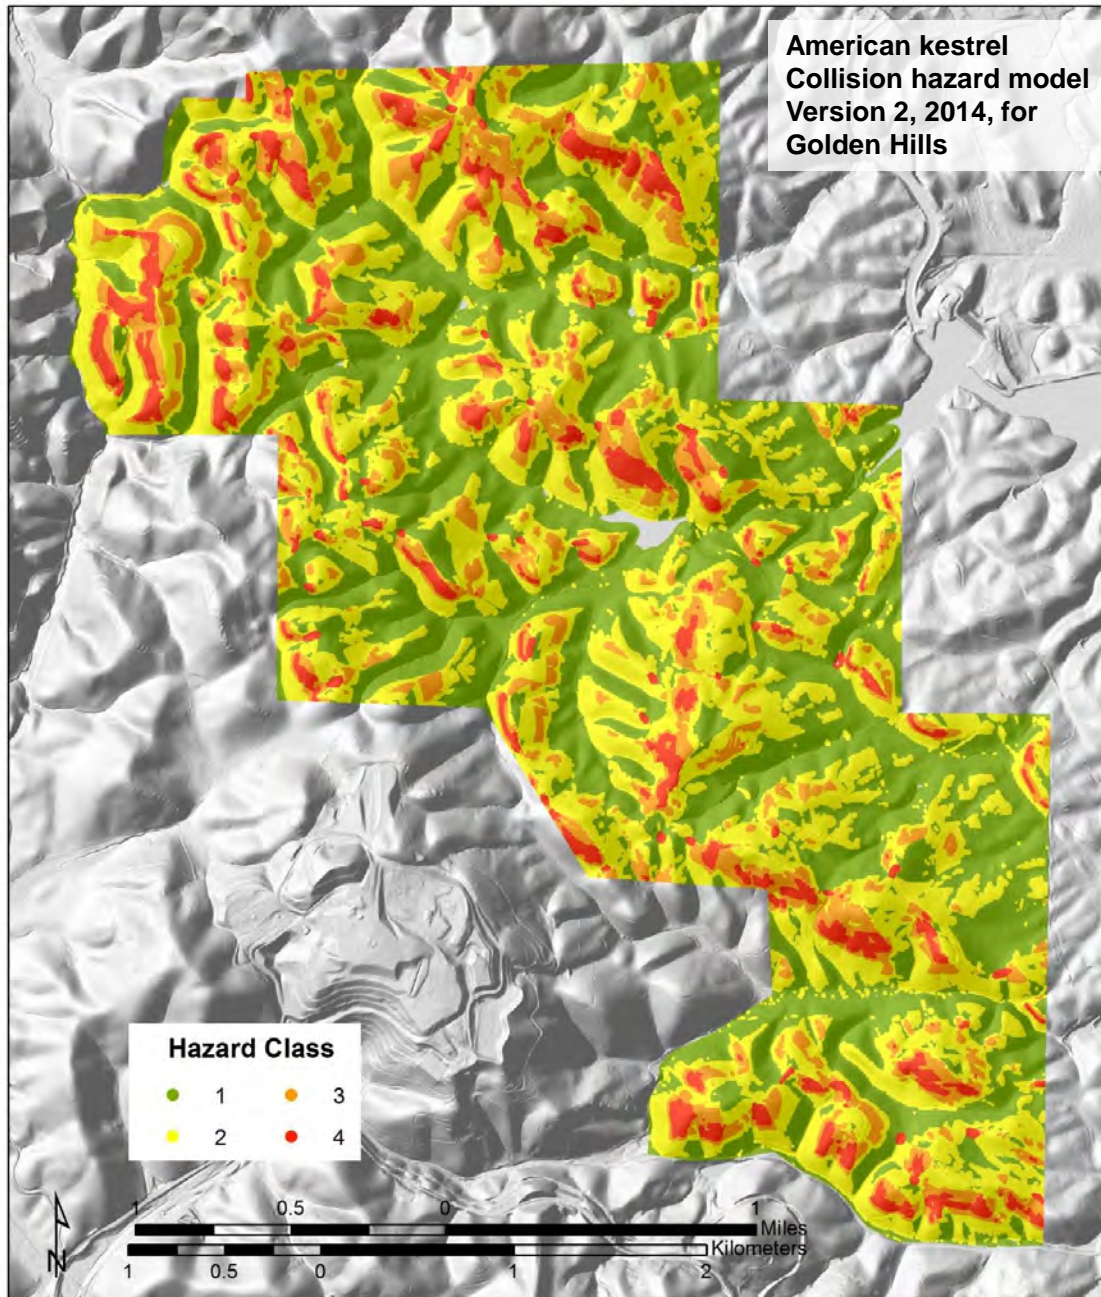 American kestrel
Collision hazard model
Version 2, 2014, for
Golden Hills
Hazard Class
1 3
2 4
1 0.5 0 1
Miles
Kilometers
1 0.5 0 1 2
N